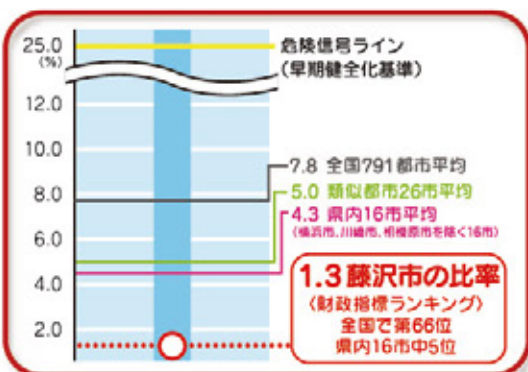 25.0
(%)
12.0
10.0
8.0
6.0
4.0
2.0
危険信号ライン
(早期健全化基準)
7.8 全国791都市平均
5.0 類似都市26市平均
4.3 県内16市平均
(横浜市、川崎市、相模原市を除く16市)
1.3藤沢市の比率
〈財政指標ランキング〉
全国で第66位
県内16市中5位